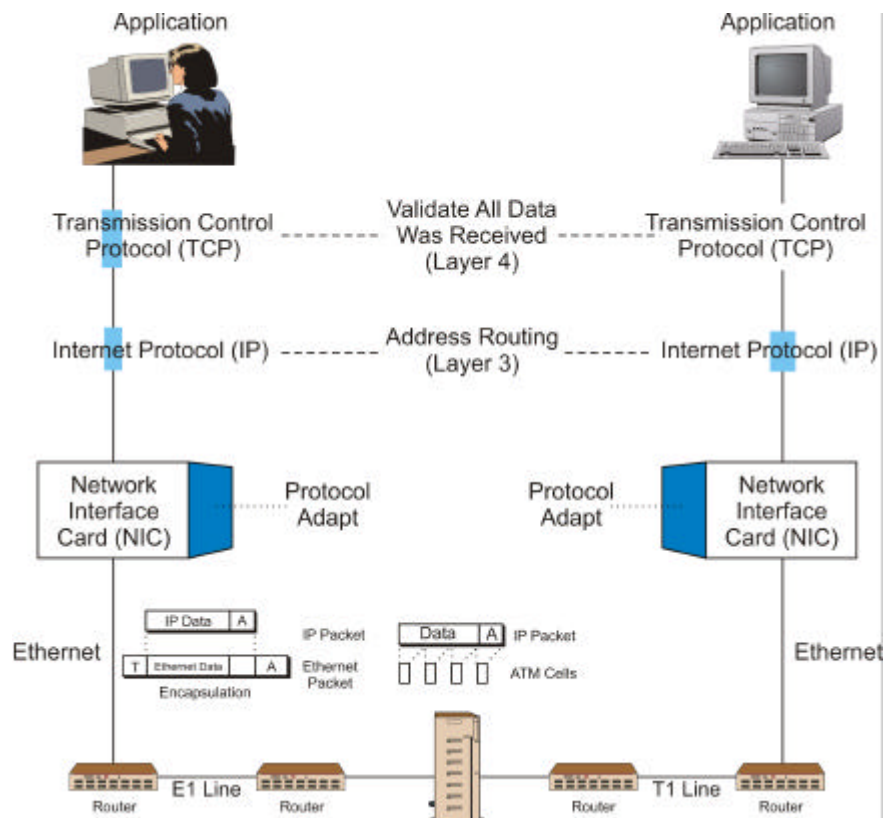 Application
Application
Transmission Control
Protocol (TCP)
Validate All Data
Was Received
(Layer 4)
Transmission Control
Protocol (TCP)
Internet Protocol (IP)
Address Routing
(Layer 3)
Internet Protocol (IP)
Network
Interface
Card (NIC)
Protocol
Adapt
Protocol
Adapt
Network
Interface
Card (NIC)
Ethernet
IP Data A
IP Packet
T Ethernet Data A
Ethernet
Packet
Encapsulation
Data A
IP Packet
ATM Cells
Ethernet
E1 Line
T1 Line
Router
Router
Router
Router